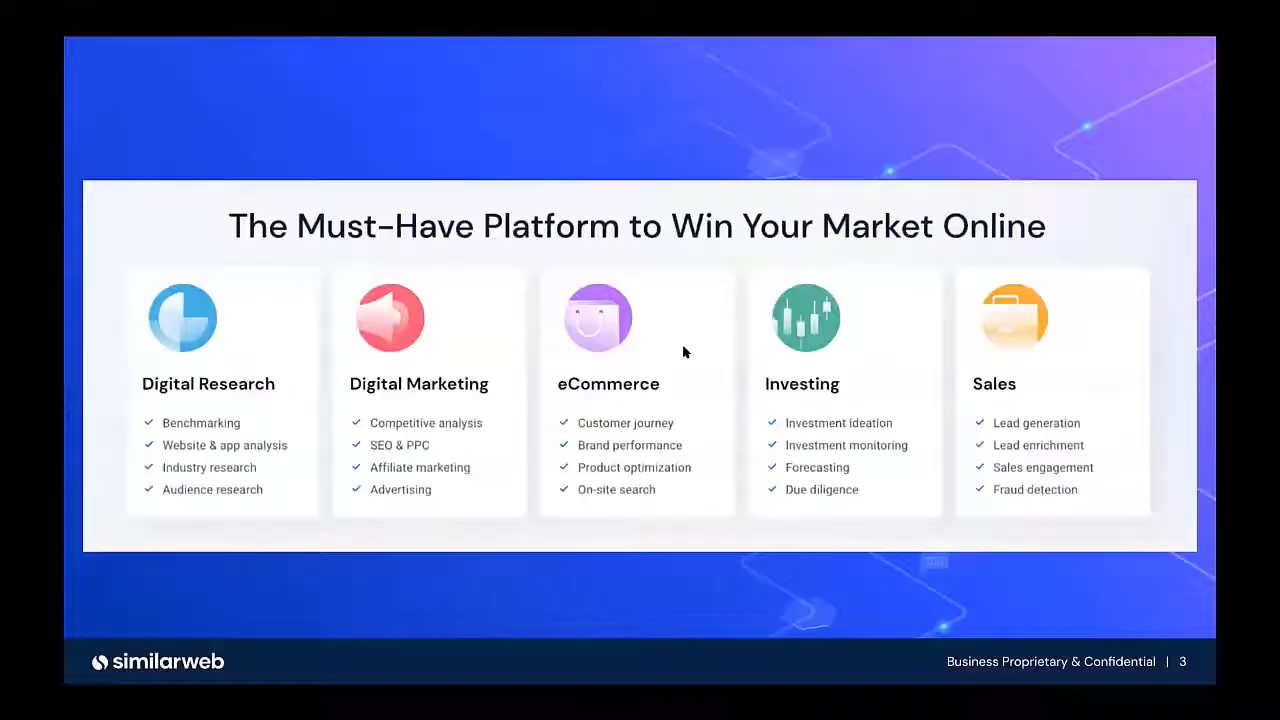 The Must-Have Platform to Win Your Market Online
Digital Research
Benchmarking
Website & app analysis
Industry research
Audience research
Digital Marketing
Competitive analysis
SEO & PPC
Affiliate marketing
Advertising
eCommerce
Customer journey
Brand performance
Product optimization
On-site search
Investing
Investment ideation
Investment monitoring
Forecasting
Due diligence
Sales
Lead generation
Lead enrichment
Sales engagement
Fraud detection
similarweb
Business Proprietary & Confidential | 3